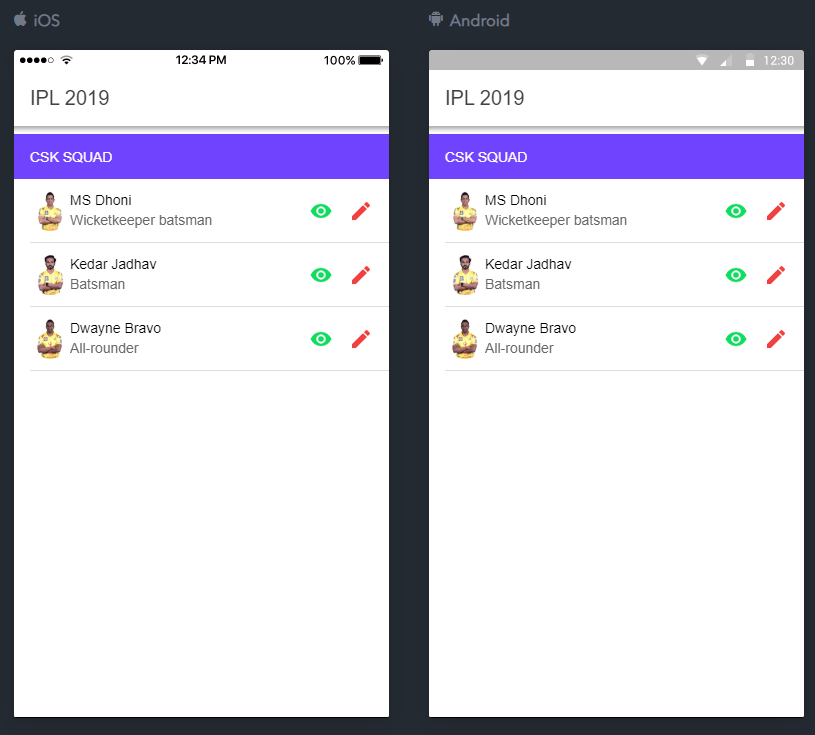 iOS
12:34 PM 100%
IPL 2019
CSK SQUAD
MS Dhoni
Wicketkeeper batsman
Kedar Jadhav
Batsman
Dwayne Bravo
All-rounder
Android
12:30
IPL 2019
CSK SQUAD
MS Dhoni
Wicketkeeper batsman
Kedar Jadhav
Batsman
Dwayne Bravo
All-rounder